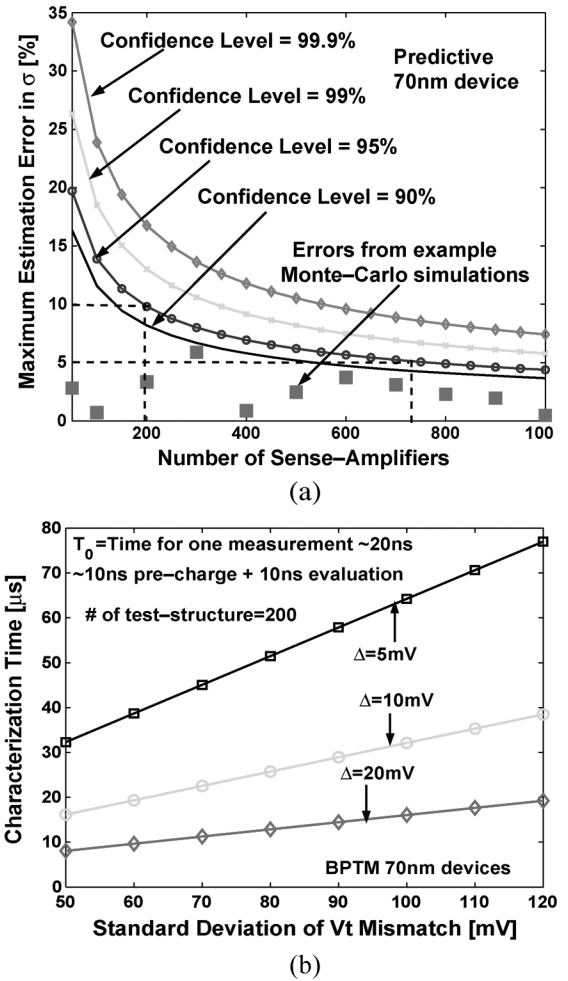 (a)
35
30
25
20
15
10
5
0
Maximum Estimation Error in σ [%]
Confidence Level = 99.9%
Predictive
70nm device
Confidence Level = 99%
Confidence Level = 95%
Confidence Level = 90%
Errors from example
Monte–Carlo simulations
200 400 600 800 100
Number of Sense–Amplifiers
(a)
80
70
60
50
40
30
20
10
0
Characterization Time [μs]
T0 =Time for one measurement ~20ns
~10ns pre–charge + 10ns evaluation
# of test–structure=200
Δ=5mV
Δ=10mV
Δ=20mV
BPTM 70nm devices
50 60 70 80 90 100 110 120
Standard Deviation of Vt Mismatch [mV]
(b)